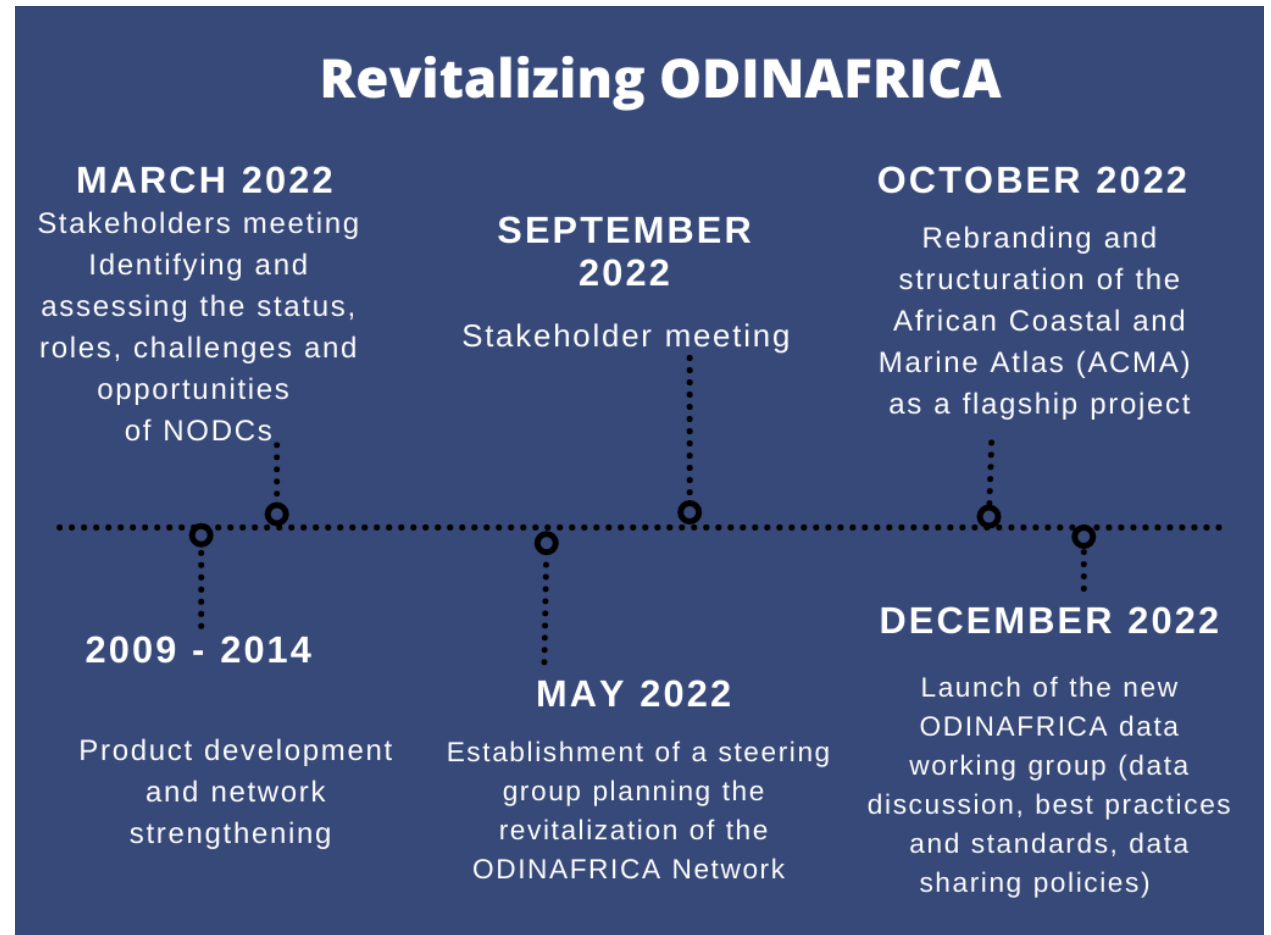 Revitalizing ODINAFRICA
MARCH 2022
Stakeholders meeting
Identifying and
assessing the status,
roles, challenges and
opportunities
of NODCs
SEPTEMBER
2022
Stakeholder meeting
OCTOBER 2022
Rebranding and
structuration of the
African Coastal and
Marine Atlas (ACMA)
as a flagship project
2009 - 2014
Product development
and network
strengthening
MAY 2022
Establishment of a steering
group planning the
revitalization of the
ODINAFRICA Network
DECEMBER 2022
Launch of the new
ODINAFRICA data
working group (data
discussion, best practices
and standards, data
sharing policies)